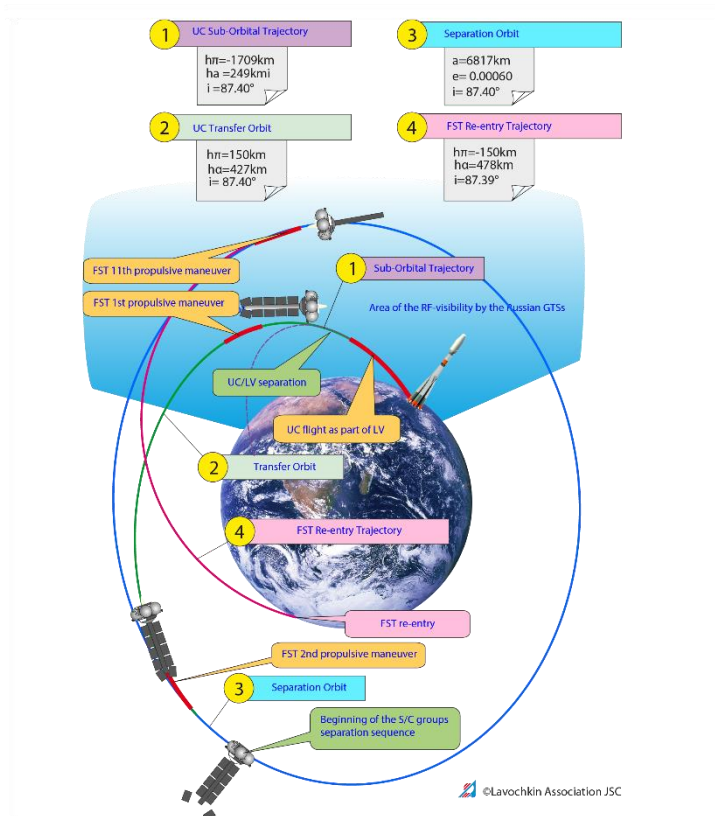 1
UC Sub-Orbital Trajectory
hπ=-1709km
ha =249kmi
i =87.40°
3
Separation Orbit
a=6817km
e= 0.00060
i= 87.40°
2
UC Transfer Orbit
hπ=150km
hα=427km
i= 87.40°
4
FST Re-entry Trajectory
hπ=-150km
hα=478km
i=87.39°
FST 11th propulsive maneuver
1
Sub-Orbital Trajectory
FST 1st propulsive maneuver
Area of the RF-visibility by the Russian GTSs
UC/LV separation
UC flight as part of LV
2
Transfer Orbit
4
FST Re-entry Trajectory
FST re-entry
FST 2nd propulsive maneuver
3
Separation Orbit
Beginning of the S/C groups
separation sequence
©Lavochkin Association JSC